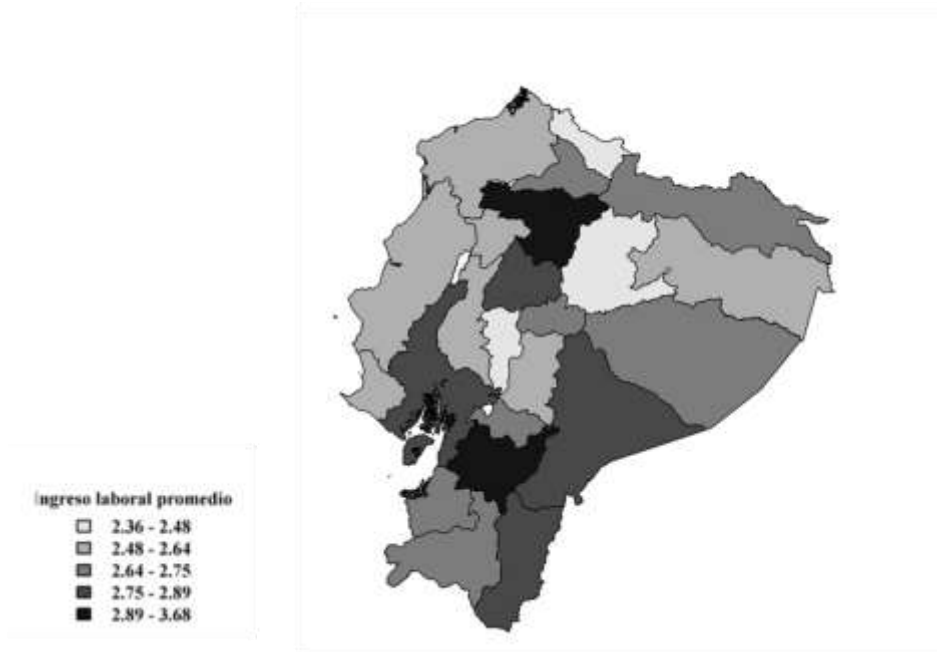 Ingreso laboral promedio
2.36 - 2.48
2.48 - 2.64
2.64 - 2.75
2.75 - 2.89
2.89 - 3.68